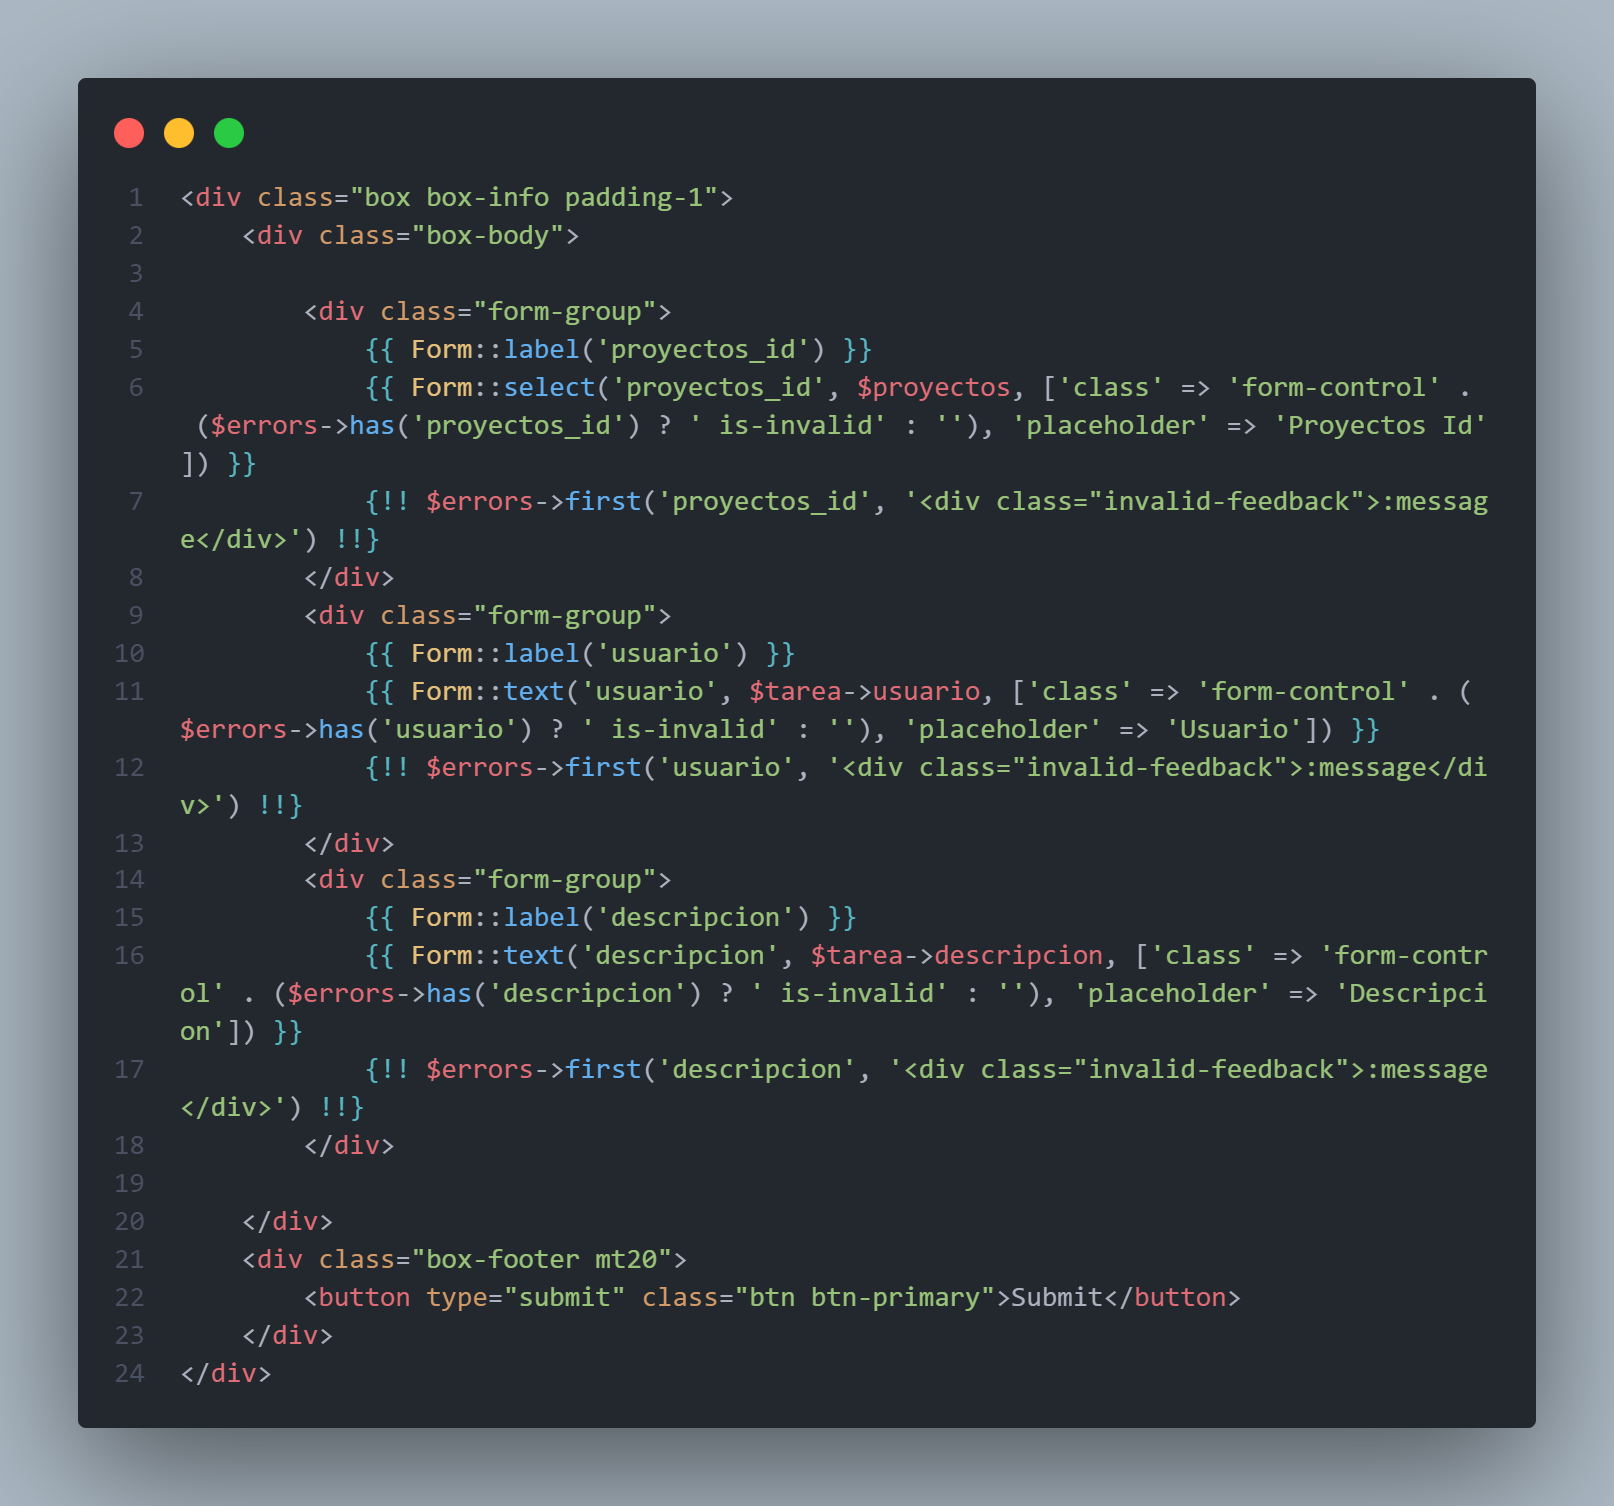 1 <div class="box box-info padding-1">
2     <div class="box-body">
3
4         <div class="form-group">
5             {{ Form::label('proyectos_id') }}
6             {{ Form::select('proyectos_id', $proyectos, ['class' => 'form-control' .
 ($errors->has('proyectos_id') ? ' is-invalid' : ''), 'placeholder' => 'Proyectos Id'
]) }}
7             {!! $errors->first('proyectos_id', '<div class="invalid-feedback">:messag
e</div>') !!}
8         </div>
9         <div class="form-group">
10             {{ Form::label('usuario') }}
11             {{ Form::text('usuario', $tarea->usuario, ['class' => 'form-control' . (
$errors->has('usuario') ? ' is-invalid' : ''), 'placeholder' => 'Usuario']) }}
12             {!! $errors->first('usuario', '<div class="invalid-feedback">:message</di
v>') !!}
13         </div>
14         <div class="form-group">
15             {{ Form::label('descripcion') }}
16             {{ Form::text('descripcion', $tarea->descripcion, ['class' => 'form-contr
ol' . ($errors->has('descripcion') ? ' is-invalid' : ''), 'placeholder' => 'Descripci
on']) }}
17             {!! $errors->first('descripcion', '<div class="invalid-feedback">:message
</div>') !!}
18         </div>
19
20     </div>
21     <div class="box-footer mt20">
22         <button type="submit" class="btn btn-primary">Submit</button>
23     </div>
24 </div>